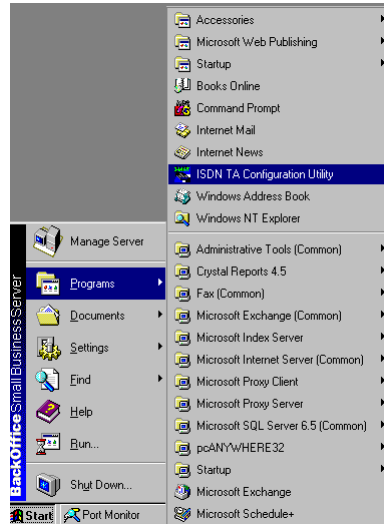 Accessories
Microsoft Web Publishing
Startup
Books Online
Command Prompt
Internet Mail
Internet News
ISDN TA Configuration Utility
Windows Address Book
Windows NT Explorer
Administrative Tools (Common)
Crystal Reports 4.5
Fax (Common)
Microsoft Exchange (Common)
Microsoft Index Server
Microsoft Internet Server (Common)
Microsoft Proxy Client
Microsoft Proxy Server
Microsoft SQL Server 6.5 (Common)
pcANYWHERE32
Startup
Microsoft Exchange
Microsoft Schedule+
Manage Server
Programs
Documents
Settings
Find
Help
Run...
Shut Down...
BackOffice Small Business Server
Start
Port Monitor